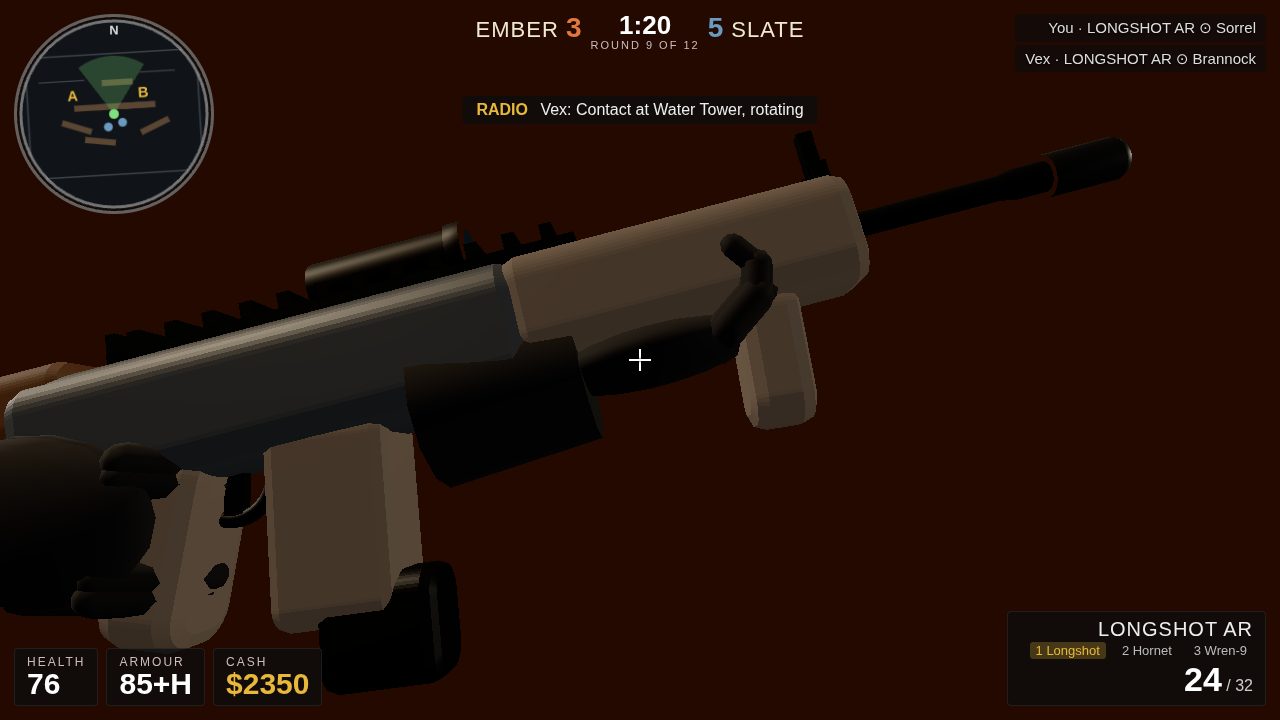 N
A
B
EMBER 3 1:20 5 SLATE
ROUND 9 OF 12
You · LONGSHOT AR ⊙ Sorrel
Vex · LONGSHOT AR ⊙ Brannock
RADIO Vex: Contact at Water Tower, rotating
HEALTH
76
ARMOUR
85+H
CASH
$2350
LONGSHOT AR
1 Longshot 2 Hornet 3 Wren-9
24 / 32